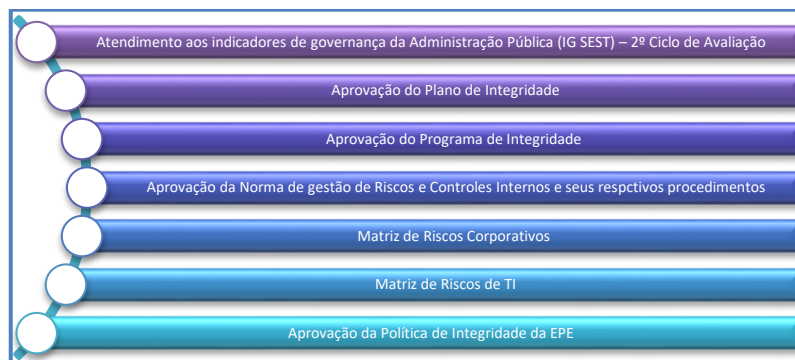 Atendimento aos indicadores de governança da Administração Pública (IG SEST) – 2º Ciclo de Avaliação
Aprovação do Plano de Integridade
Aprovação do Programa de Integridade
Aprovação da Norma de gestão de Riscos e Controles Internos e seus respctivos procedimentos
Matriz de Riscos Corporativos
Matriz de Riscos de TI
Aprovação da Política de Integridade da EPE